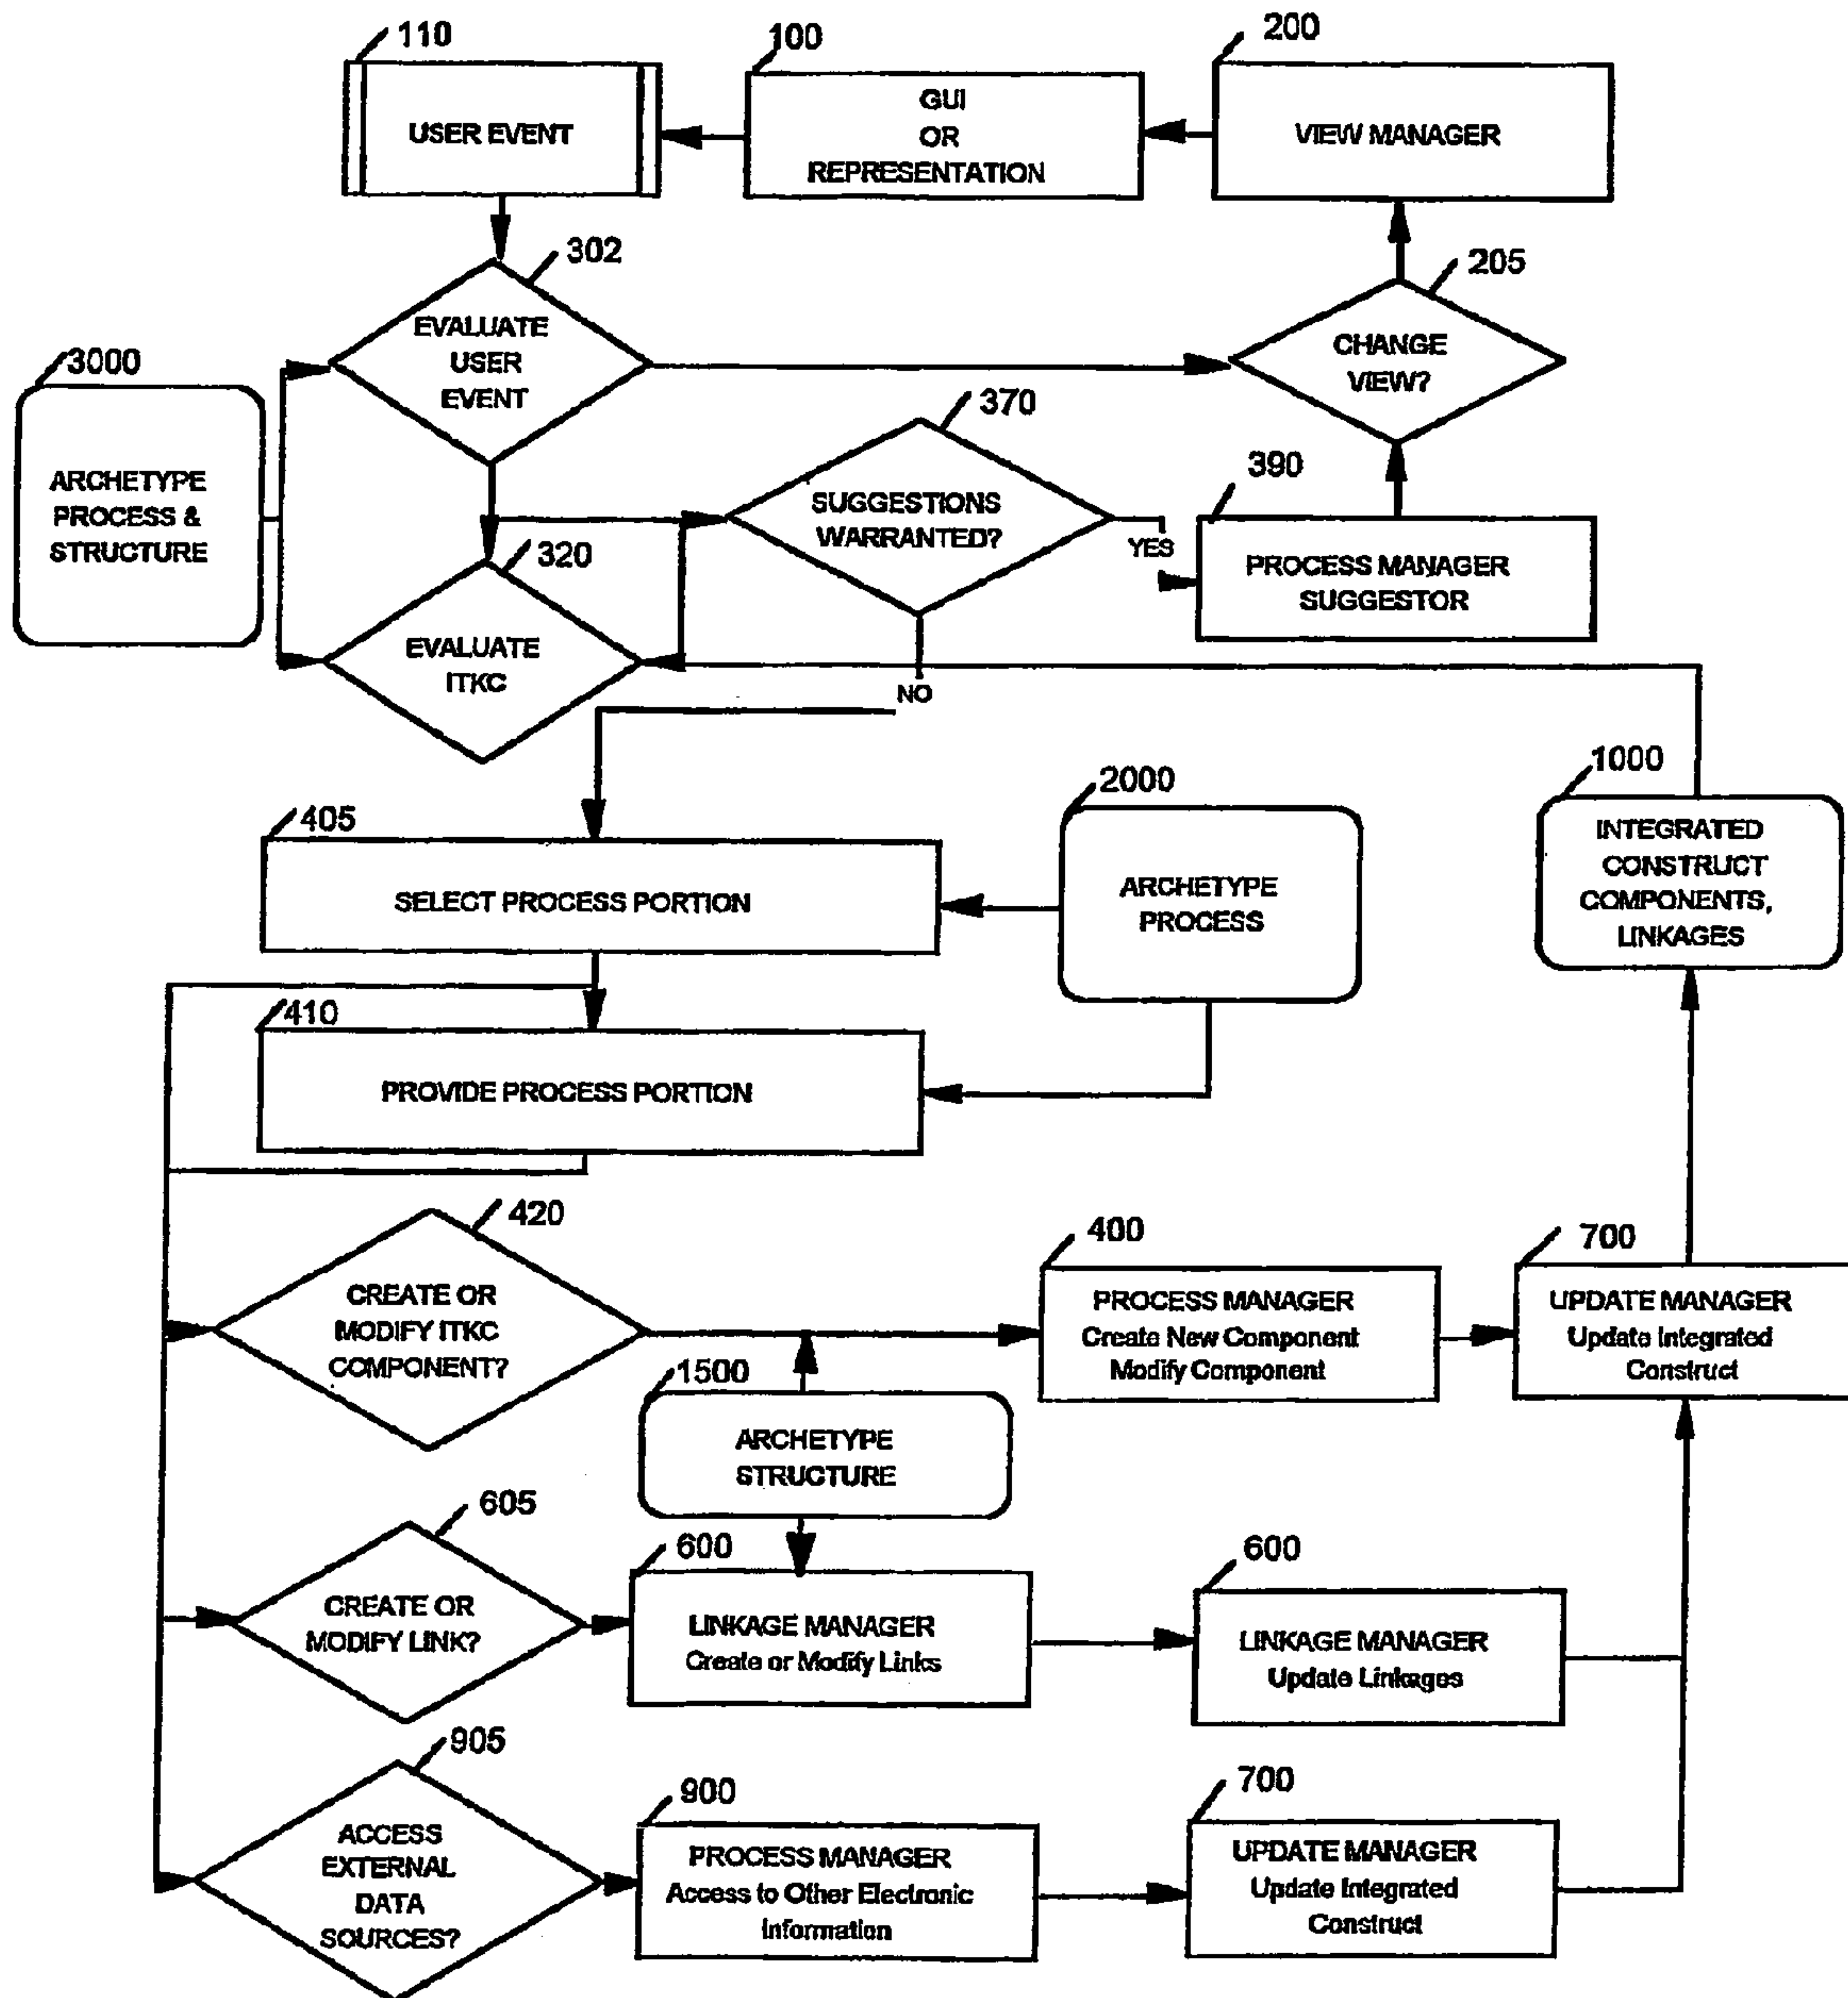 110
USER EVENT
100
GUI
OR
REPRESENTATION
200
VIEW MANAGER
302
EVALUATE
USER
EVENT
205
CHANGE
VIEW?
3000
ARCHETYPE
PROCESS &
STRUCTURE
370
SUGGESTIONS
WARRANTED?
YES
NO
390
PROCESS MANAGER
SUGGESTOR
320
EVALUATE
ITKC
405
SELECT PROCESS PORTION
2000
ARCHETYPE
PROCESS
1000
INTEGRATED
CONSTRUCT
COMPONENTS,
LINKAGES
410
PROVIDE PROCESS PORTION
420
CREATE OR
MODIFY ITKC
COMPONENT?
400
PROCESS MANAGER
Create New Component
Modify Component
700
UPDATE MANAGER
Update Integrated
Construct
1500
ARCHETYPE
STRUCTURE
605
CREATE OR
MODIFY LINK?
600
LINKAGE MANAGER
Create or Modify Links
600
LINKAGE MANAGER
Update Linkages
905
ACCESS
EXTERNAL
DATA
SOURCES?
900
PROCESS MANAGER
Access to Other Electronic
Information
700
UPDATE MANAGER
Update Integrated
Construct